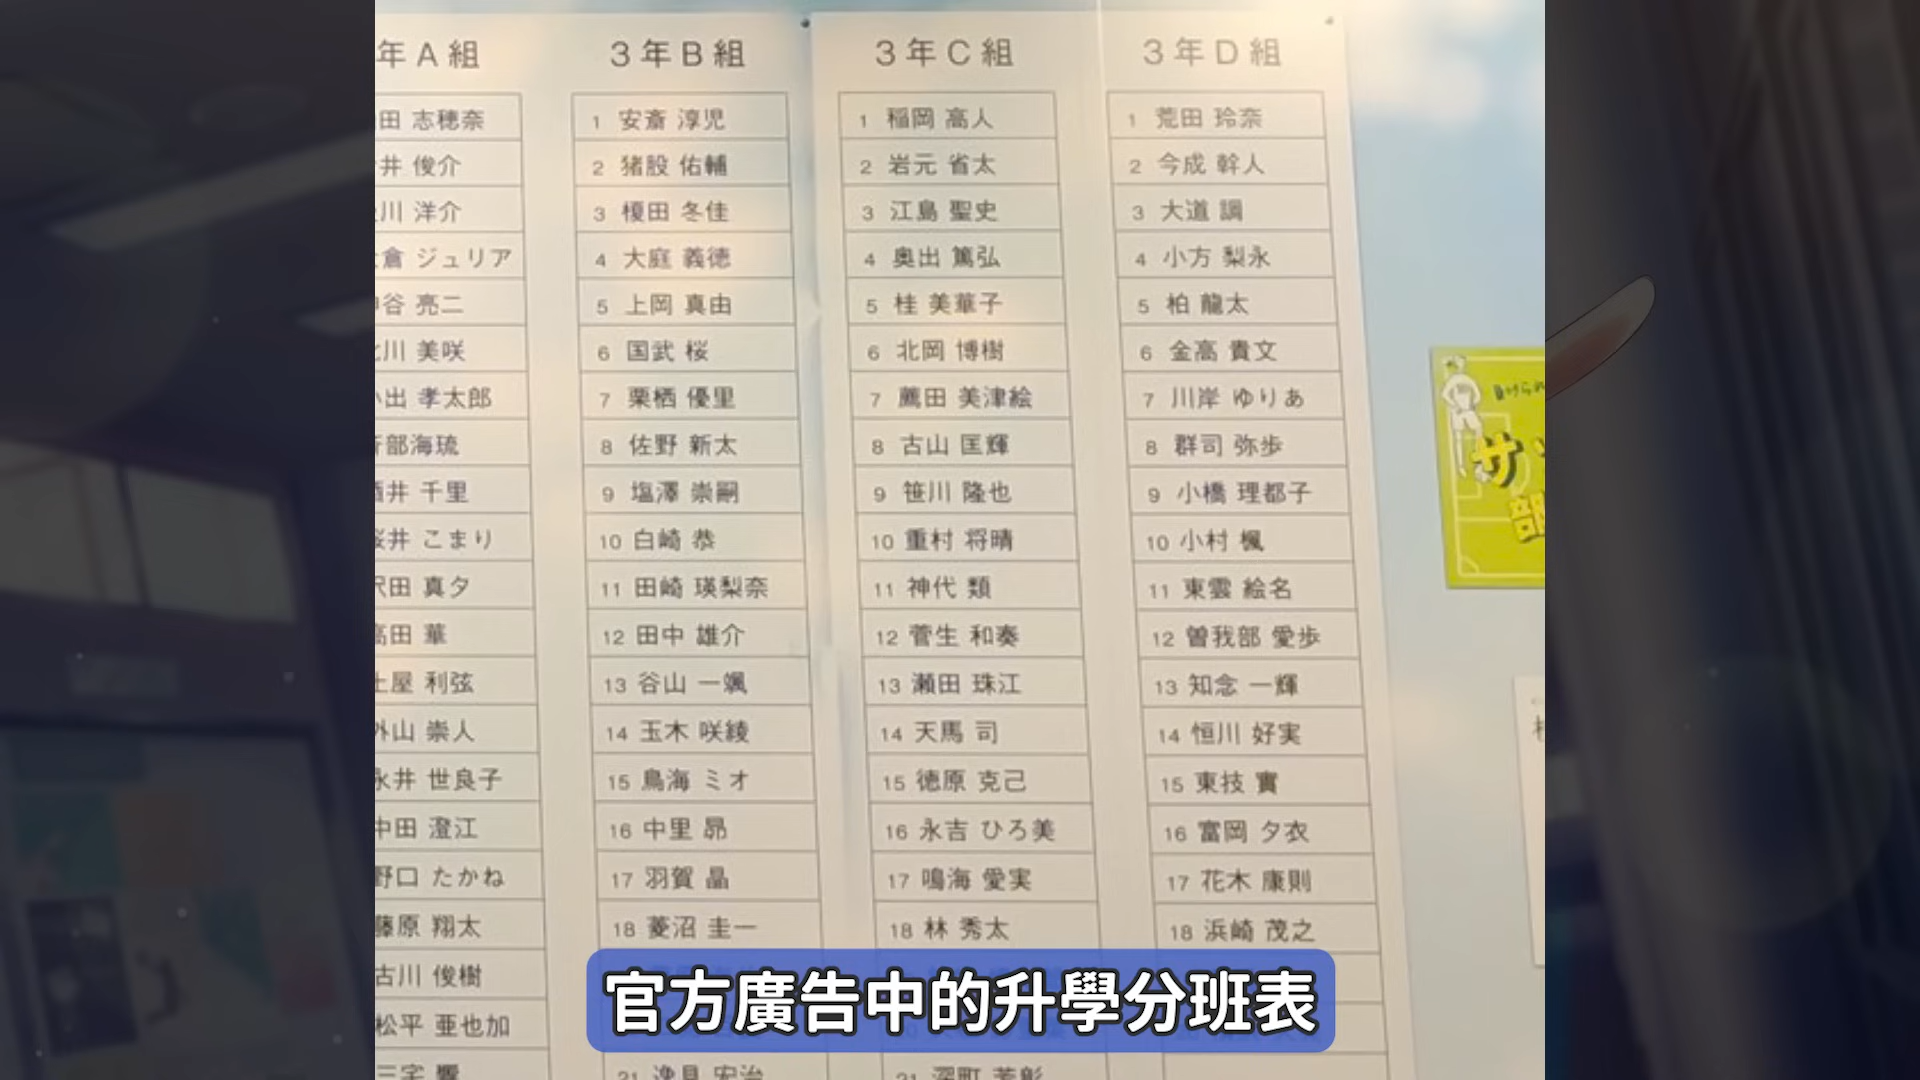 年A組
田 志穂奈
井 俊介
川 洋介
倉 ジュリア
谷 亮二
川 美咲
出 孝太郎
部海琉
井 千里
井 こまり
田 真夕
高田 華
土屋 利弦
外山 崇人
永井 世良子
中田 澄江
野口 たかね
藤原 翔太
古川 俊樹
松平 亜也加
三宅 響
3年B組
1 安斎 淳児
2 猪股 佑輔
3 榎田 冬佳
4 大庭 義徳
5 上岡 真由
6 国武 桜
7 栗栖 優里
8 佐野 新太
9 塩澤 崇嗣
10 白崎 恭
11 田崎 瑛梨奈
12 田中 雄介
13 谷山 一颯
14 玉木 咲綾
15 鳥海 ミオ
16 中里 昴
17 羽賀 晶
18 菱沼 圭一
21 逸見 宏治
3年C組
1 稲岡 高人
2 岩元 省太
3 江島 聖史
4 奥出 篤弘
5 桂 美華子
6 北岡 博樹
7 薦田 美津絵
8 古山 匡輝
9 笹川 隆也
10 重村 将晴
11 神代 類
12 菅生 和奏
13 瀬田 珠江
14 天馬 司
15 徳原 克己
16 永吉 ひろ美
17 鳴海 愛実
18 林 秀太
21 深町 芳彰
3年D組
1 荒田 玲奈
2 今成 幹人
3 大道 調
4 小方 梨永
5 柏 龍太
6 金高 貴文
7 川岸 ゆりあ
8 群司 弥歩
9 小橋 理都子
10 小村 楓
11 東雲 絵名
12 曽我部 愛歩
13 知念 一輝
14 恒川 好実
15 東技 實
16 富岡 夕衣
17 花木 康則
18 浜崎 茂之
サ
部
官方廣告中的升學分班表